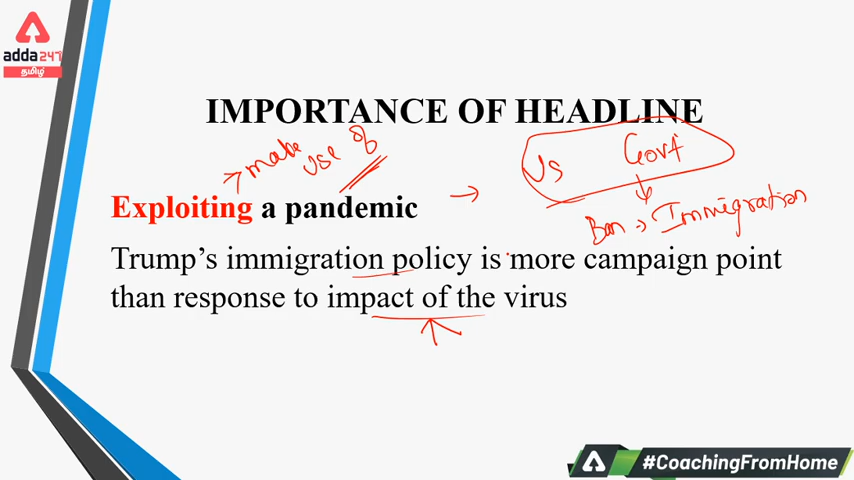 adda247
தமிழ்
IMPORTANCE OF HEADLINE
make use of
US Govt
Exploiting a pandemic
Ban Immigration
Trump's immigration policy is more campaign point
than response to impact of the virus
#CoachingFromHome